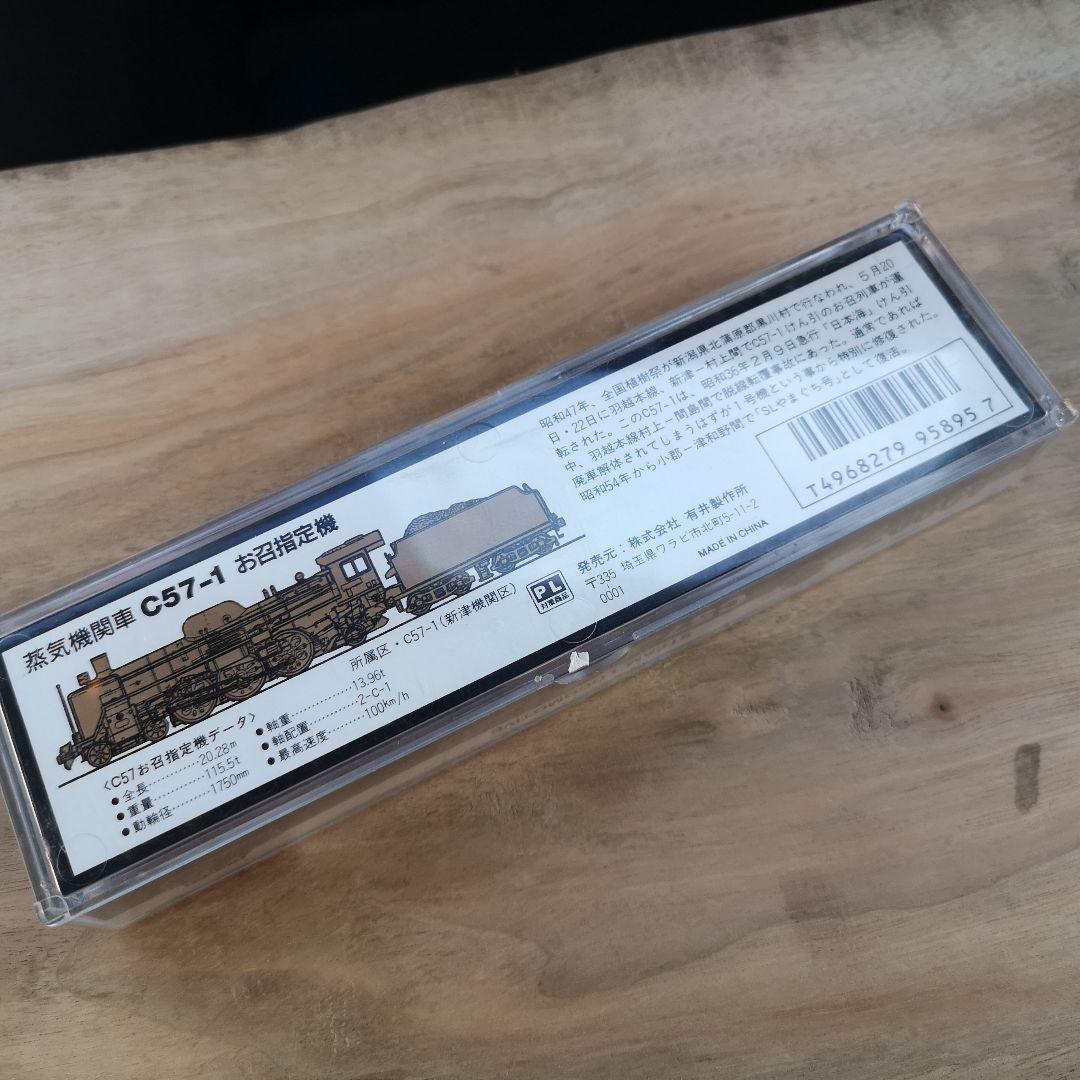 蒸気機関車 C57-1 お召指定機
所属区・C57-1(新津機関区)
〈C57お召指定機データ〉
●全長…………20.28m
●重量…………115.5t
●動輪径…………1750mm
●軸重…………13.96t
●軸配置…………2-C-1
●最高速度…………100km/h
昭和47年、全国植樹祭が新潟県北蒲原郡黒川村で行なわれ、5月20
日・22日に羽越本線、新津ー村上間でC57-1けん引のお召列車が運
転された。このC57-1は、昭和36年2月9日急行「日本海」けん引
中、羽越本線村上ー間島間で脱線転覆事故にあった。通常であれば
廃車解体されてしまうはずが1号機という事から特別に修復された。
昭和54年から小郡ー津和野間で「SLやまぐち号」として復活。
PL
対象商品
発売元：株式会社 有井製作所
〒335-0001 埼玉県ワラビ市北町5-11-2
MADE IN CHINA
T4968279 95895 7